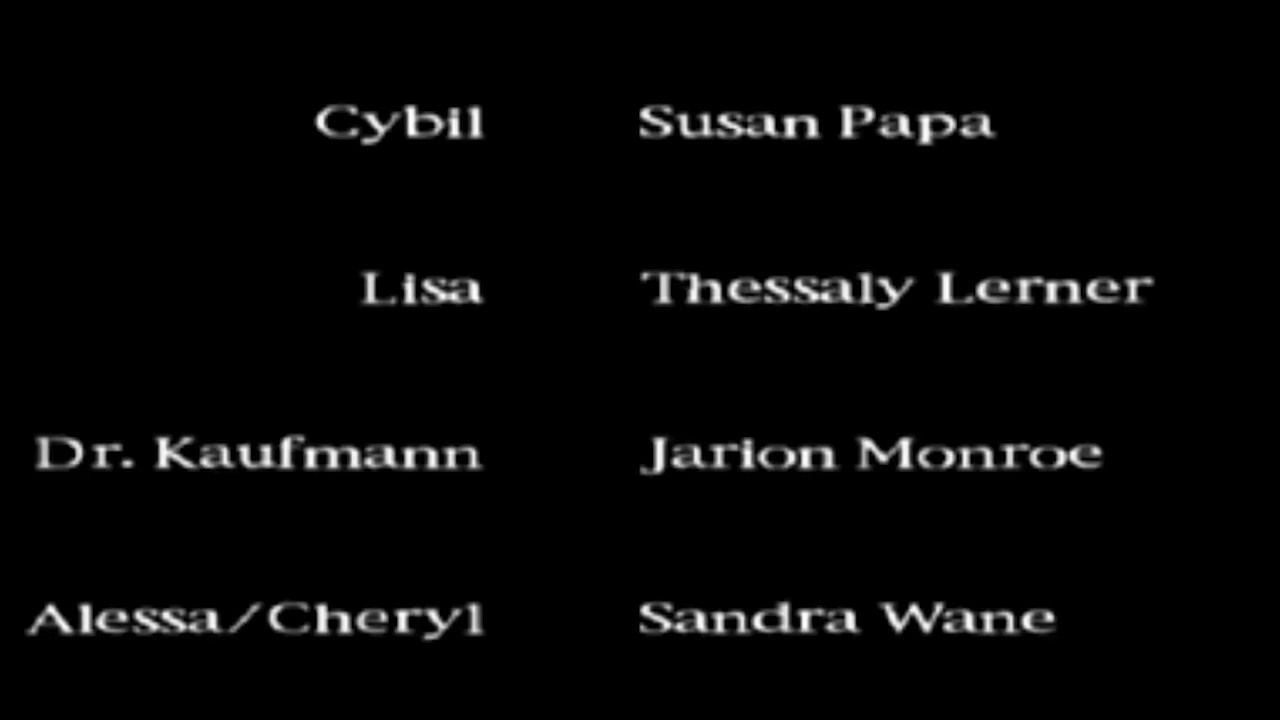 Cybil Susan Papa
Lisa Thessaly Lerner
Dr. Kaufmann Jarion Monroe
Alessa/Cheryl Sandra Wane